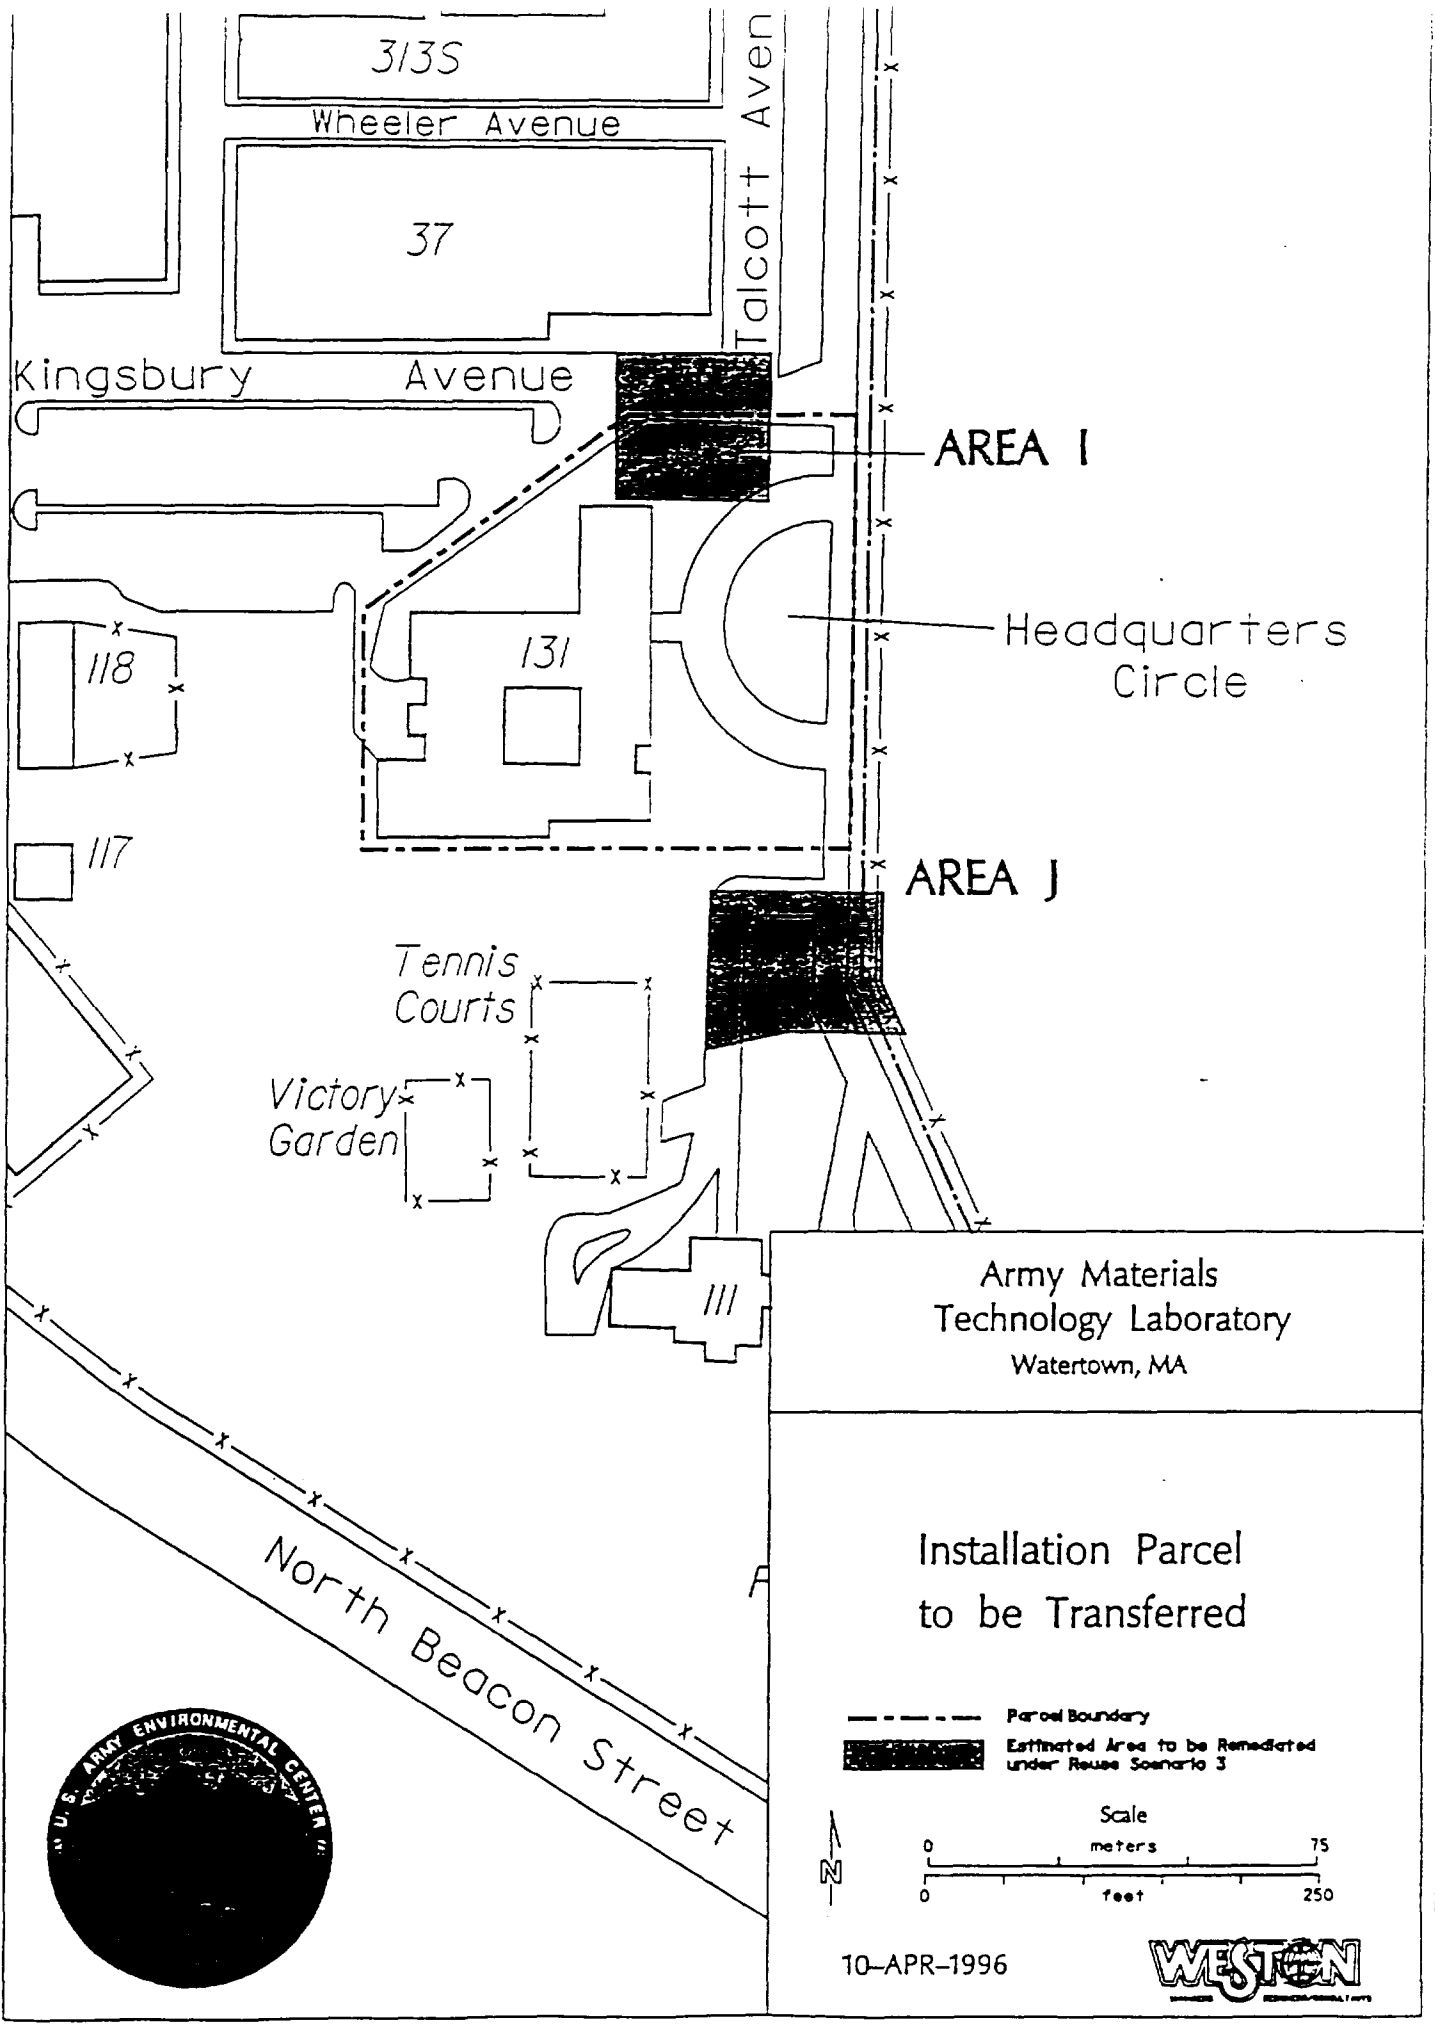 313S
Wheeler Avenue
Talcott Aven
37
Kingsbury Avenue
AREA I
Headquarters
Circle
131
118
117
AREA J
Tennis
Courts
Victory
Garden
111
Army Materials
Technology Laboratory
Watertown, MA
Installation Parcel
to be Transferred
Parcel Boundary
Estimated Area to be Remediated
under Reuse Scenario 3
Scale
0 meters 75
0 feet 250
N
North Beacon Street
U.S. ARMY ENVIRONMENTAL CENTER
10-APR-1996
WESTON